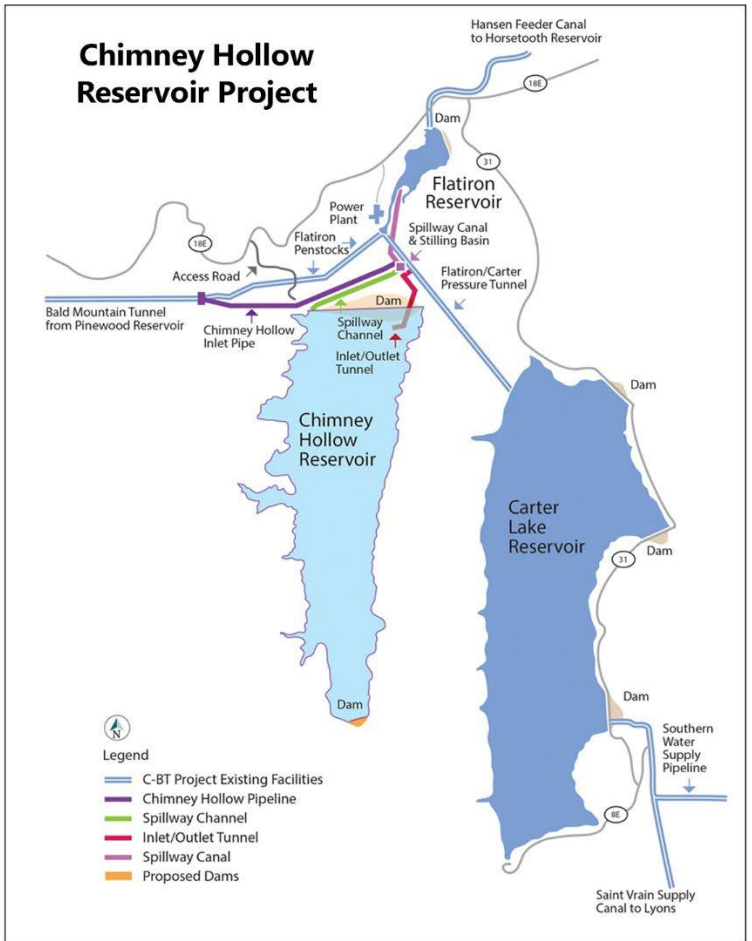 Chimney Hollow
Reservoir Project
Hansen Feeder Canal
to Horsetooth Reservoir
18E
Dam
31
Flatiron
Reservoir
Power
Plant
Spillway Canal
& Stilling Basin
Flatiron
Penstocks
18E
Access Road
Flatiron/Carter
Pressure Tunnel
Bald Mountain Tunnel
from Pinewood Reservoir
Chimney Hollow
Inlet Pipe
Dam
Spillway
Channel
Inlet/Outlet
Tunnel
Dam
Chimney
Hollow
Reservoir
Carter
Lake
Reservoir
Dam
31
Dam
Dam
Southern
Water
Supply
Pipeline
8E
Saint Vrain Supply
Canal to Lyons
N
Legend
C-BT Project Existing Facilities
Chimney Hollow Pipeline
Spillway Channel
Inlet/Outlet Tunnel
Spillway Canal
Proposed Dams